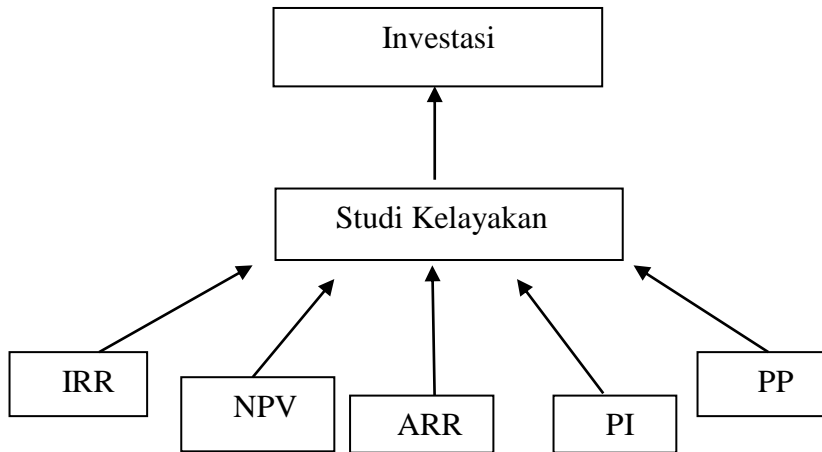 Investasi
Studi Kelayakan
IRR
NPV
ARR
PI
PP